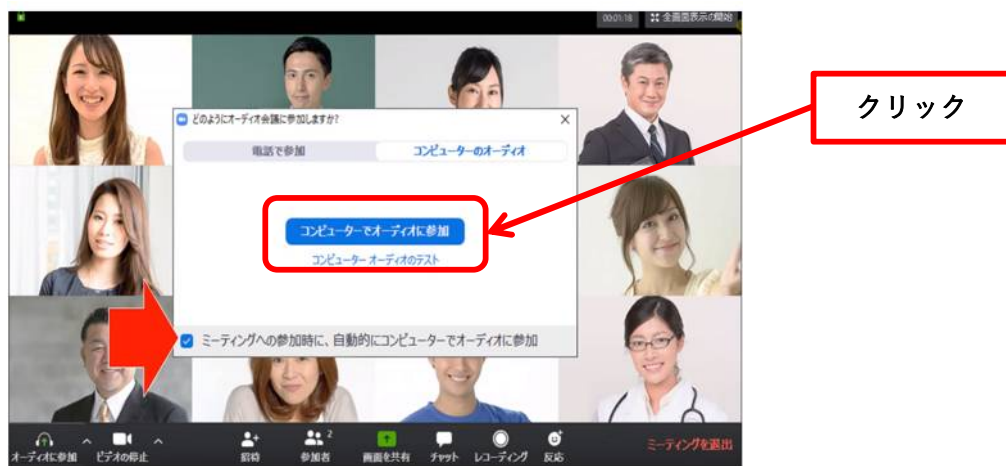 00:01:18 全画面表示の開始
どのようにオーディオ会議に参加しますか?
電話で参加 コンピューターのオーディオ
コンピューターでオーディオに参加
コンピューター オーディオのテスト
ミーティングへの参加時に、自動的にコンピューターでオーディオに参加
クリック
オーディオに参加 ビデオの停止 招待 参加者 2 画面を共有 チャット レコーディング 反応 ミーティングを退出